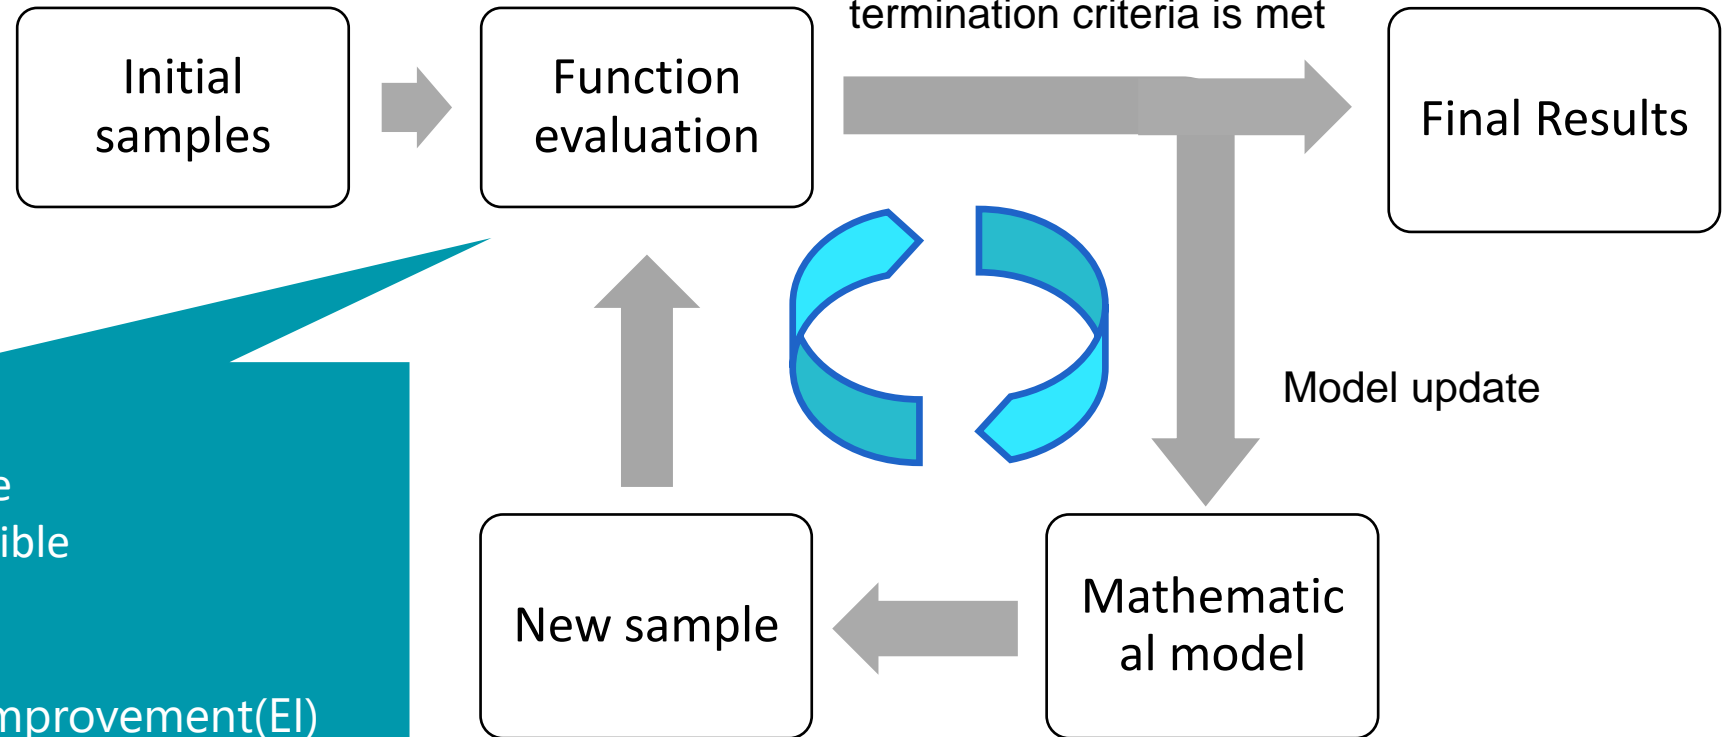 termination criteria is met
Initial
samples
Function
evaluation
Final Results
Model update
ible
New sample
Mathematic
al model
mprovement(EI)